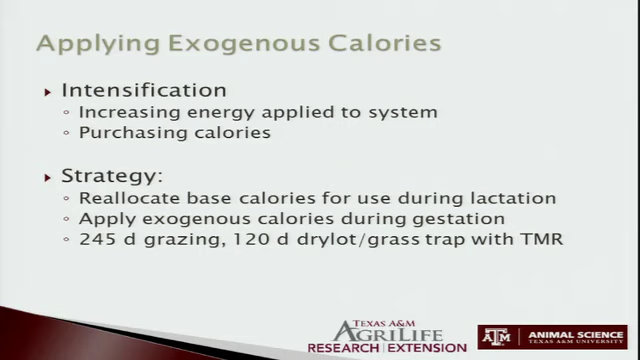 Applying Exogenous Calories
Intensification
Increasing energy applied to system
Purchasing calories
Strategy:
Reallocate base calories for use during lactation
Apply exogenous calories during gestation
245 d grazing, 120 d drylot/grass trap with TMR
TEXAS A&M
AGRILIFE
RESEARCH | EXTENSION
ATM
ANIMAL SCIENCE
TEXAS A&M UNIVERSITY